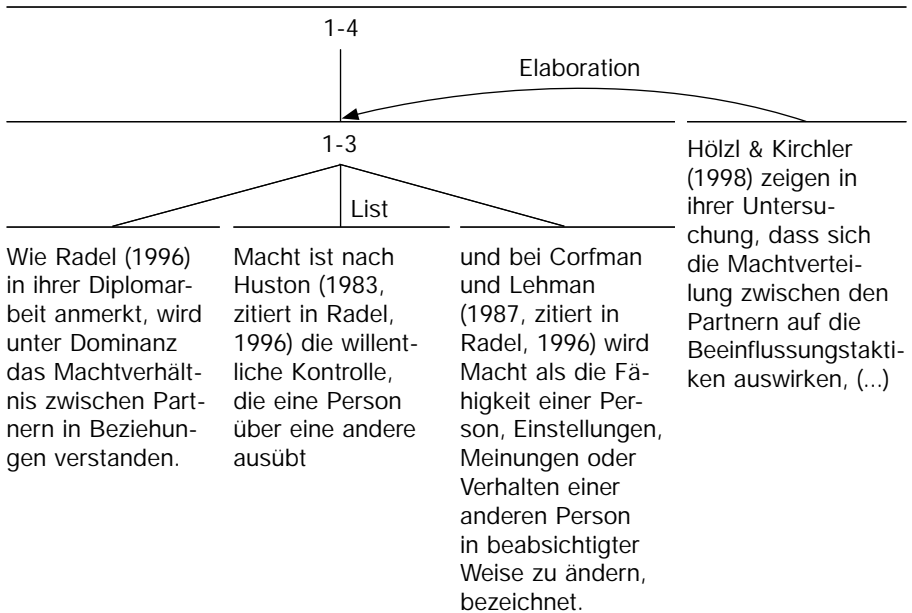 1-4
Elaboration
1-3
List
Wie Radel (1996)
in ihrer Diplomar-
beit anmerkt, wird
unter Dominanz
das Machtverhält-
nis zwischen Part-
nern in Beziehun-
gen verstanden.
Macht ist nach
Huston (1983,
zitiert in Radel,
1996) die willent-
liche Kontrolle,
die eine Person
über eine andere
ausübt
und bei Corfman
und Lehman
(1987, zitiert in
Radel, 1996) wird
Macht als die Fä-
higkeit einer Per-
son, Einstellungen,
Meinungen oder
Verhalten einer
anderen Person
in beabsichtigter
Weise zu ändern,
bezeichnet.
Hölzl & Kirchler
(1998) zeigen in
ihrer Untersu-
chung, dass sich
die Machtvertei-
lung zwischen den
Partnern auf die
Beeinflussungstakti-
ken auswirken, (...)